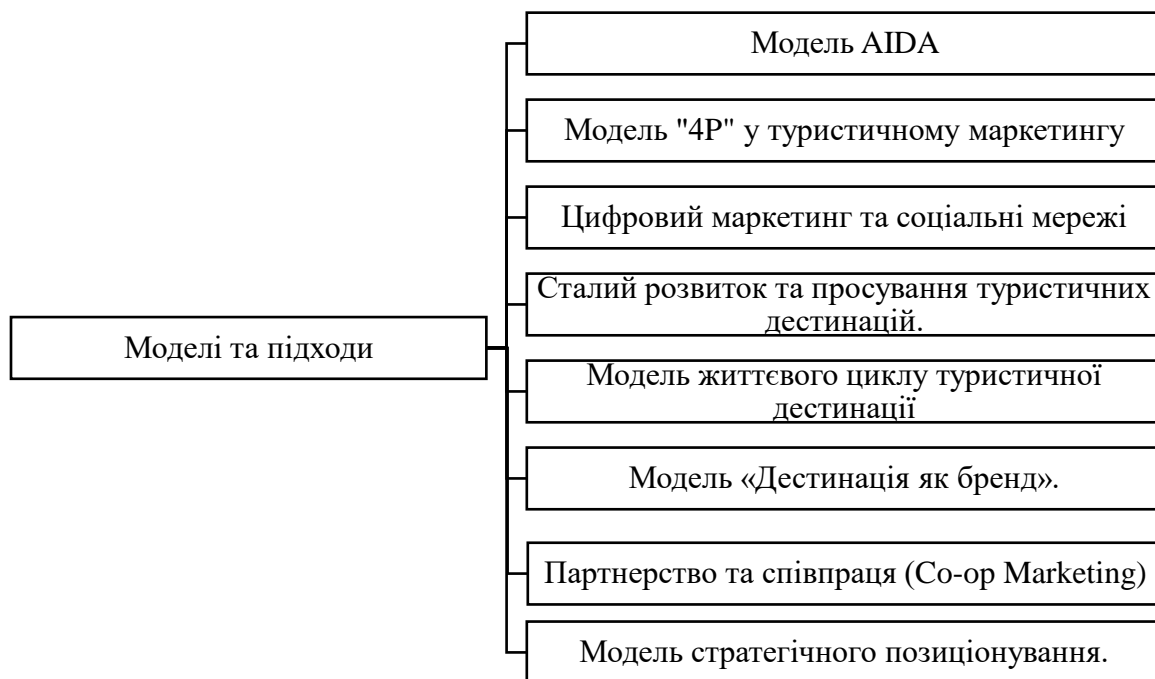 Моделі та підходи
Модель AIDA
Модель "4P" у туристичному маркетингу
Цифровий маркетинг та соціальні мережі
Сталий розвиток та просування туристичних
дестинацій.
Модель життєвого циклу туристичної
дестинації
Модель «Дестинація як бренд».
Партнерство та співпраця (Co-op Marketing)
Модель стратегічного позиціонування.